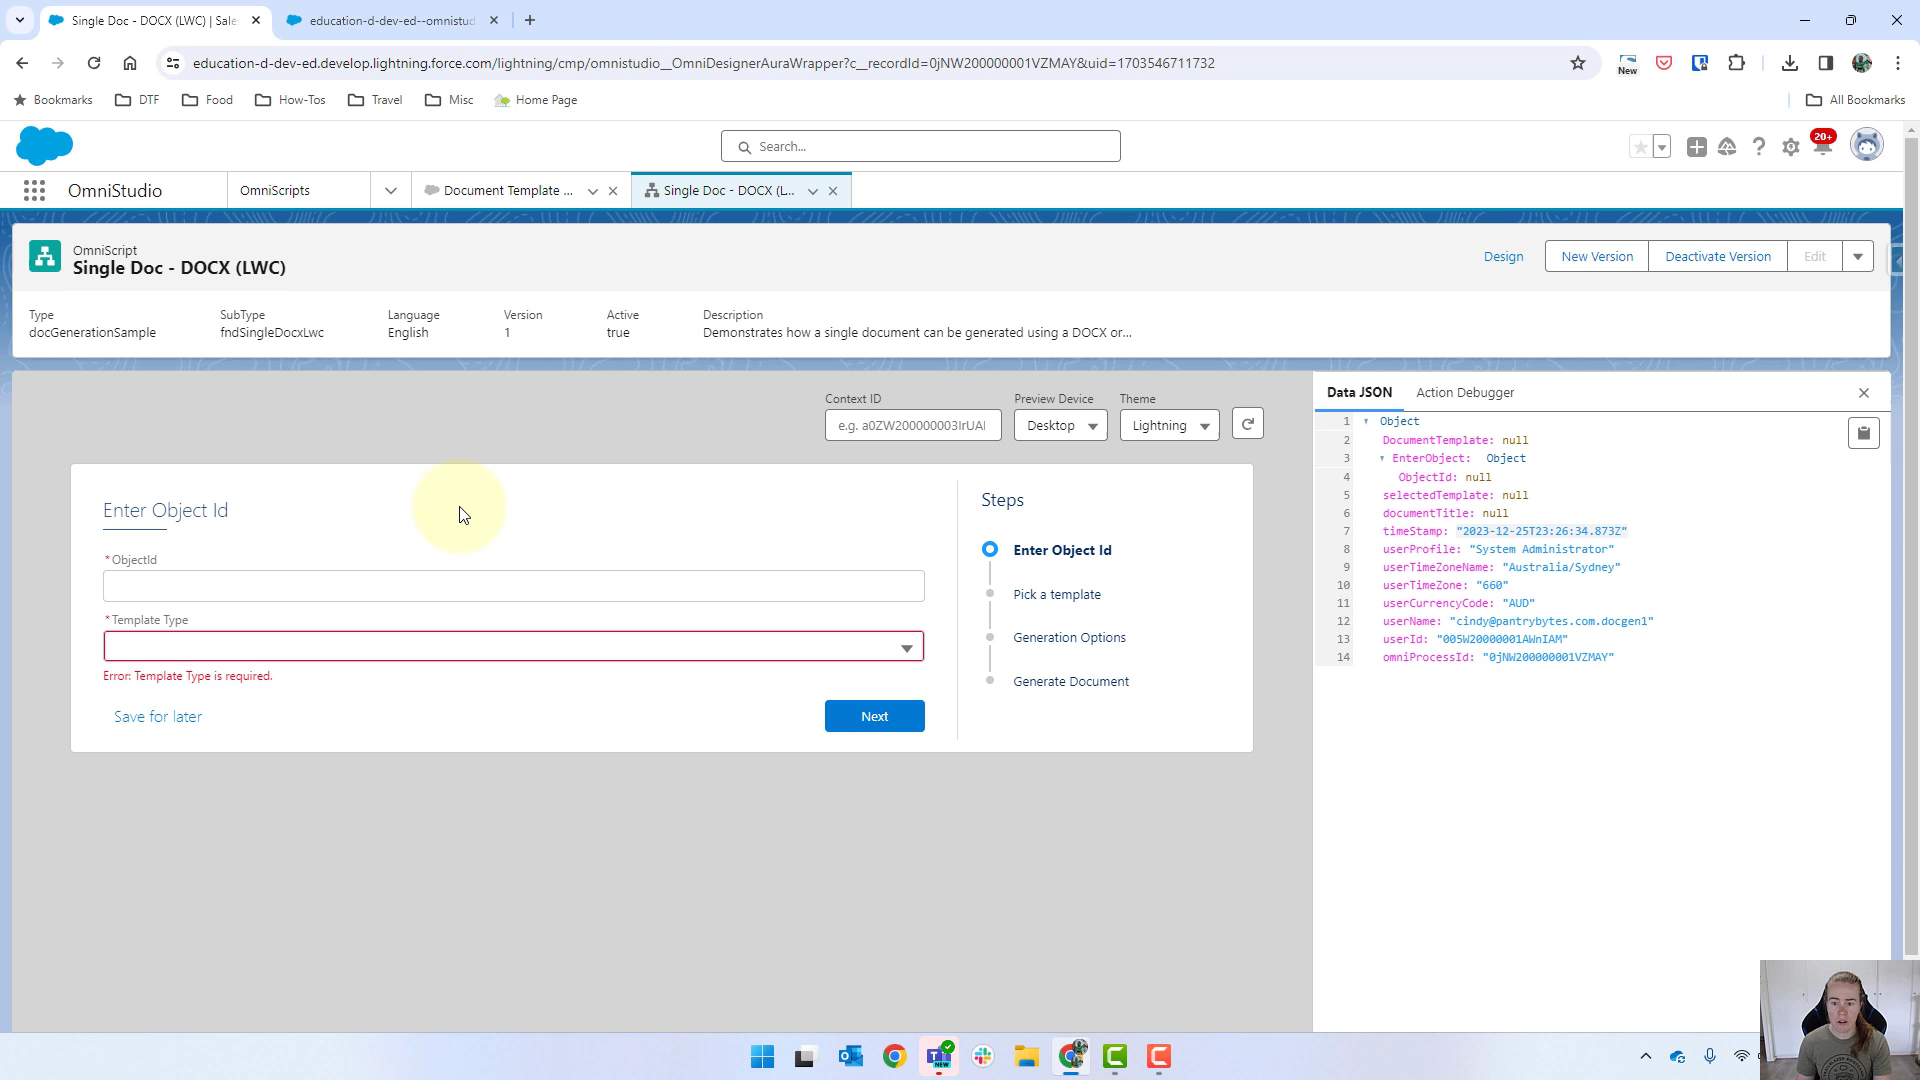 Single Doc - DOCX (LWC) | Sale
education-d-dev-ed--omnistud
education-d-dev-ed.develop.lightning.force.com/lightning/cmp/omnistudio__OmniDesignerAuraWrapper?c__recordId=0jNW200000001VZMAY&uid=1703546711732
New
Bookmarks
DTF
Food
How-Tos
Travel
Misc
Home Page
All Bookmarks
Search...
20+
OmniStudio
OmniScripts
Document Template ...
Single Doc - DOCX (L...
OmniScript
Single Doc - DOCX (LWC)
Design
New Version
Deactivate Version
Edit
Type
docGenerationSample
SubType
fndSingleDocxLwc
Language
English
Version
1
Active
true
Description
Demonstrates how a single document can be generated using a DOCX or...
Context ID
e.g. a0ZW200000003IrUAI
Preview Device
Desktop
Theme
Lightning
Enter Object Id
*ObjectId
*Template Type
Error: Template Type is required.
Save for later
Next
Steps
Enter Object Id
Pick a template
Generation Options
Generate Document
Data JSON
Action Debugger
1 Object
2 DocumentTemplate: null
3 EnterObject: Object
4 ObjectId: null
5 selectedTemplate: null
6 documentTitle: null
7 timeStamp: "2023-12-25T23:26:34.873Z"
8 userProfile: "System Administrator"
9 userTimeZoneName: "Australia/Sydney"
10 userTimeZone: "660"
11 userCurrencyCode: "AUD"
12 userName: "cindy@pantrybytes.com.docgen1"
13 userId: "005W20000001AWnIAM"
14 omniProcessId: "0jNW200000001VZMAY"
NEW